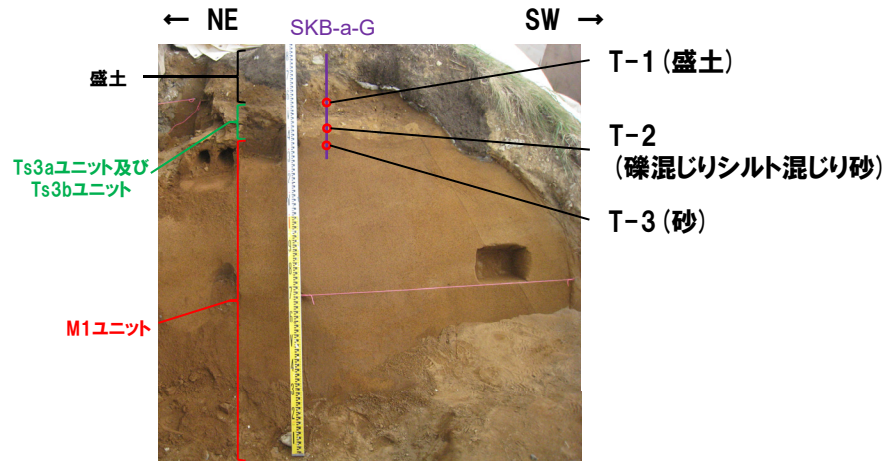 ← NE
SKB-a-G
SW →
盛土
T-1(盛土)
T-2
(礫混じりシルト混じり砂)
Ts3aユニット及び
Ts3bユニット
T-3(砂)
M1ユニット